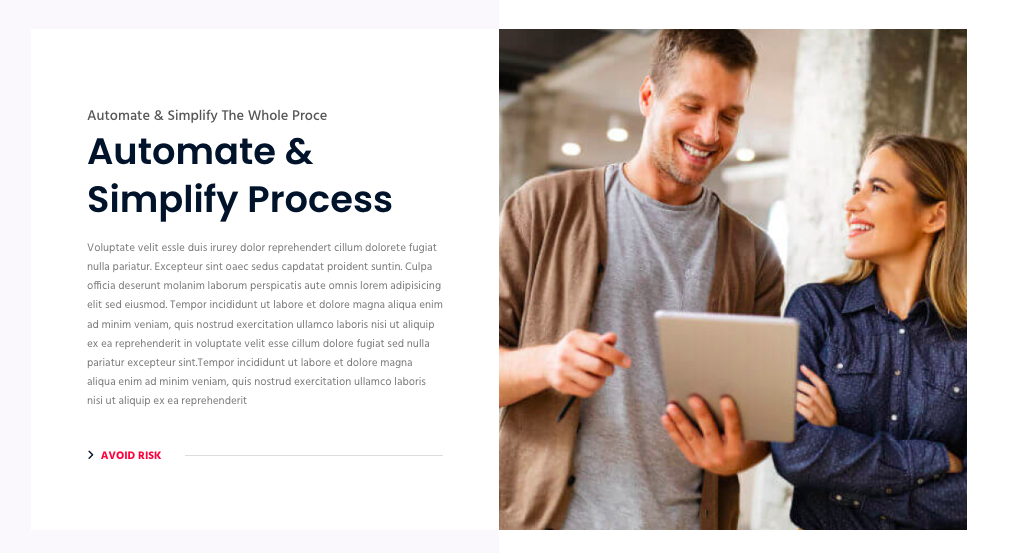 Automate & Simplify The Whole Proce
Automate &
Simplify Process
Voluptate velit essle duis irurey dolor reprehendert cillum dolorete fugiat
nulla pariatur. Excepteur sint oaec sedus capdatat proident suntin. Culpa
officia deserunt molanim laborum perspicatis aute omnis lorem adipisicing
elit sed eiusmod. Tempor incididunt ut labore et dolore magna aliqua enim
ad minim veniam, quis nostrud exercitation ullamco laboris nisi ut aliquip
ex ea reprehenderit in voluptate velit esse cillum dolore fugiat sed nulla
pariatur excepteur sint.Tempor incididunt ut labore et dolore magna
aliqua enim ad minim veniam, quis nostrud exercitation ullamco laboris
nisi ut aliquip ex ea reprehenderit
AVOID RISK